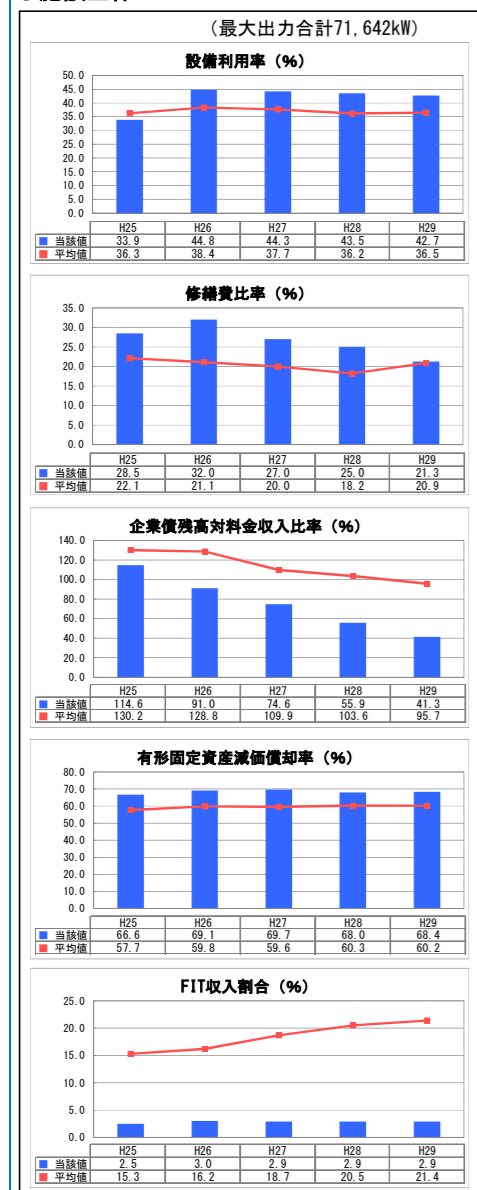 (最大出力合計71,642kW)
設備利用率(%)
50.0
45.0
40.0
35.0
30.0
25.0
20.0
15.0
10.0
5.0
0.0
H25 H26 H27 H28 H29
当該値 33.9 44.8 44.3 43.5 42.7
平均値 36.3 38.4 37.7 36.2 36.5
修繕費比率(%)
35.0
30.0
25.0
20.0
15.0
10.0
5.0
0.0
H25 H26 H27 H28 H29
当該値 28.5 32.0 27.0 25.0 21.3
平均値 22.1 21.1 20.0 18.2 20.9
企業債残高対料金収入比率(%)
140.0
120.0
100.0
80.0
60.0
40.0
20.0
0.0
H25 H26 H27 H28 H29
当該値 114.6 91.0 74.6 55.9 41.3
平均値 130.2 128.8 109.9 103.6 95.7
有形固定資産減価償却率(%)
80.0
70.0
60.0
50.0
40.0
30.0
20.0
10.0
0.0
H25 H26 H27 H28 H29
当該値 66.6 69.1 69.7 68.0 68.4
平均値 57.7 59.8 59.6 60.3 60.2
FIT収入割合(%)
25.0
20.0
15.0
10.0
5.0
0.0
H25 H26 H27 H28 H29
当該値 2.5 3.0 2.9 2.9 2.9
平均値 15.3 16.2 18.7 20.5 21.4